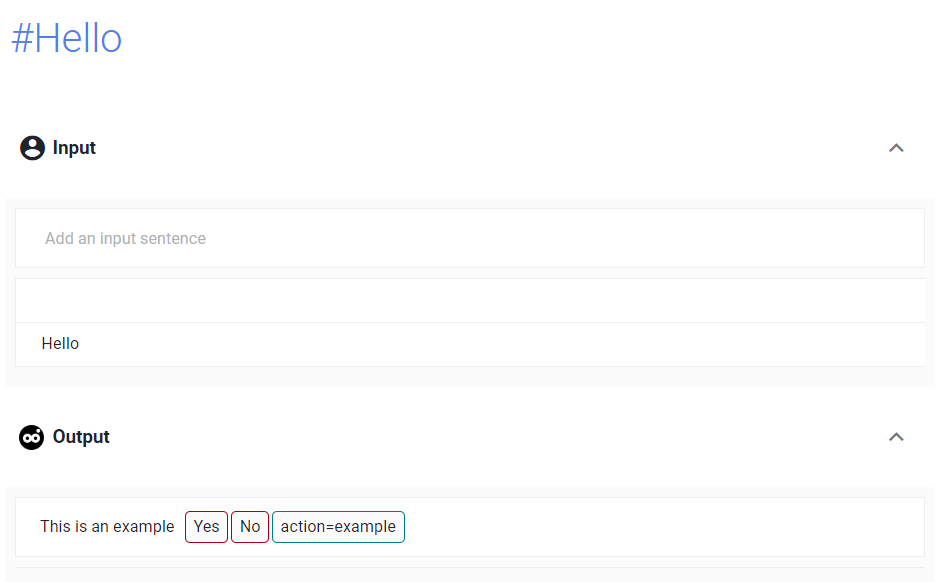 #Hello
Input
Add an input sentence
Hello
Output
This is an example Yes No action=example